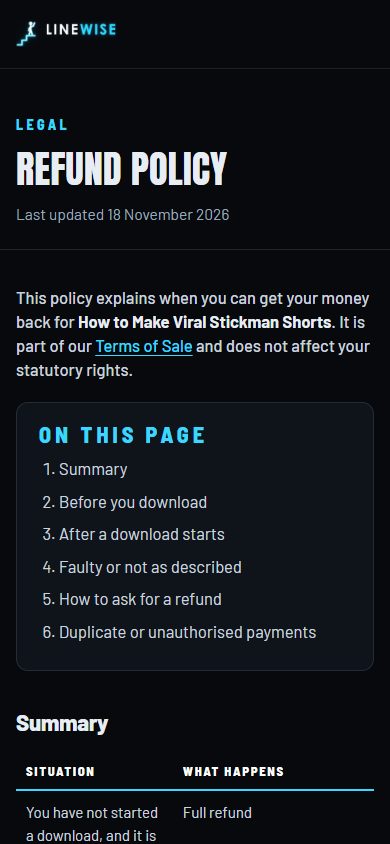 LINEWISE
LEGAL
REFUND POLICY
Last updated 18 November 2026
This policy explains when you can get your money
back for How to Make Viral Stickman Shorts. It is
part of our Terms of Sale and does not affect your
statutory rights.
ON THIS PAGE
1. Summary
2. Before you download
3. After a download starts
4. Faulty or not as described
5. How to ask for a refund
6. Duplicate or unauthorised payments
Summary
SITUATION WHAT HAPPENS
You have not started Full refund
a download, and it is